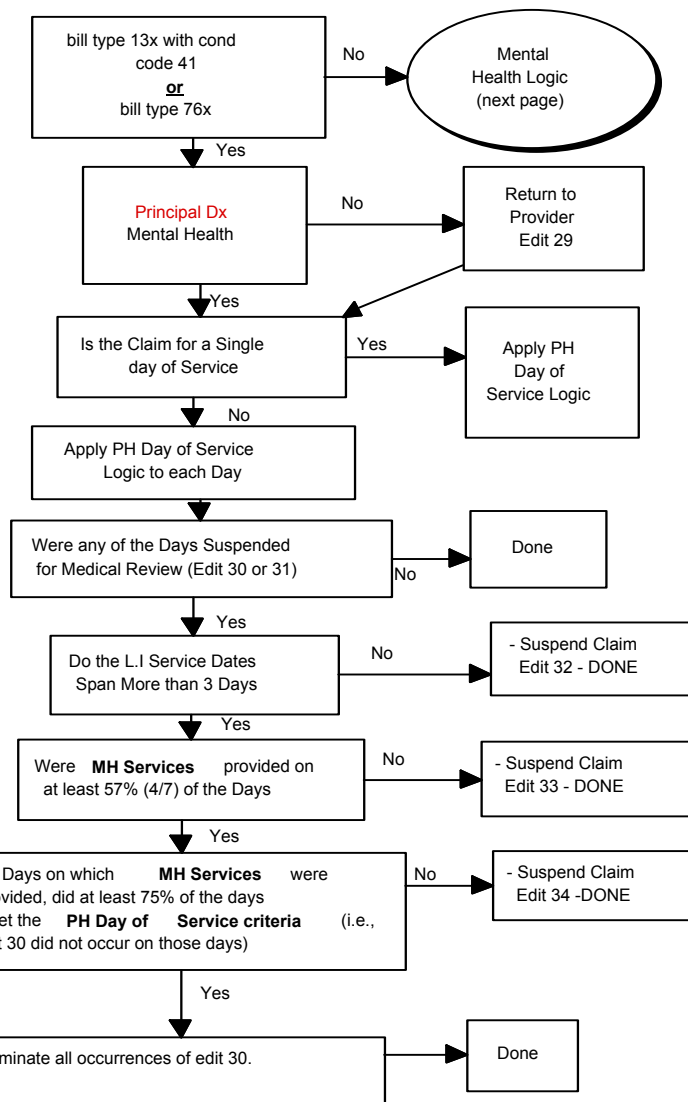 bill type 13x with cond
code 41
or
bill type 76x
No
Mental
Health Logic
(next page)
Yes
Principal Dx
Mental Health
No
Return to
Provider
Edit 29
Yes
Is the Claim for a Single
day of Service
Yes
Apply PH
Day of
Service Logic
No
Apply PH Day of Service
Logic to each Day
Were any of the Days Suspended
for Medical Review (Edit 30 or 31)
No
Done
Yes
Do the L.I Service Dates
Span More than 3 Days
No
- Suspend Claim
Edit 32 - DONE
Yes
Were MH Services provided on
at least 57% (4/7) of the Days
No
- Suspend Claim
Edit 33 - DONE
Yes
Days on which MH Services were
vided, did at least 75% of the days
et the PH Day of Service criteria (i.e.,
t 30 did not occur on those days)
No
- Suspend Claim
Edit 34 -DONE
Yes
minate all occurrences of edit 30.
Done